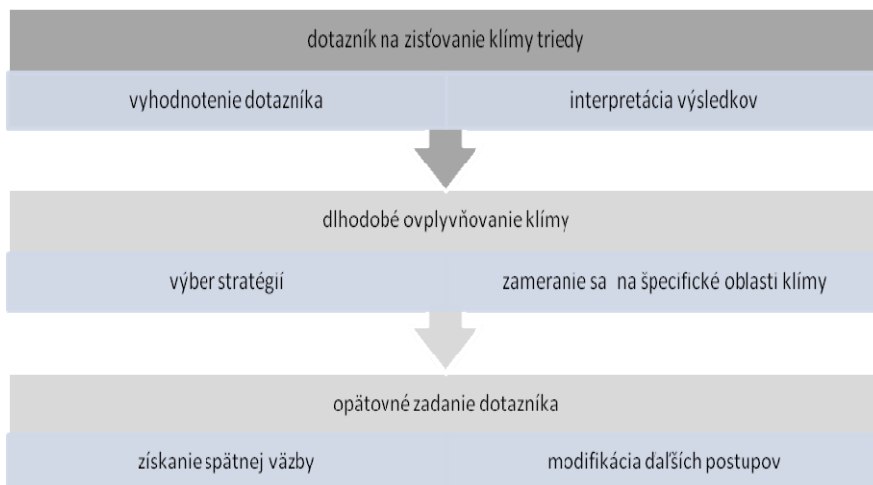 dotazník na zisťovanie klímy triedy
vyhodnotenie dotazníka
interpretácia výsledkov
dlhodobé ovplyvňovanie klímy
výber stratégií
zameranie sa na špecifické oblasti klímy
opätovné zadanie dotazníka
získanie spätnej väzby
modifikácia ďalších postupov